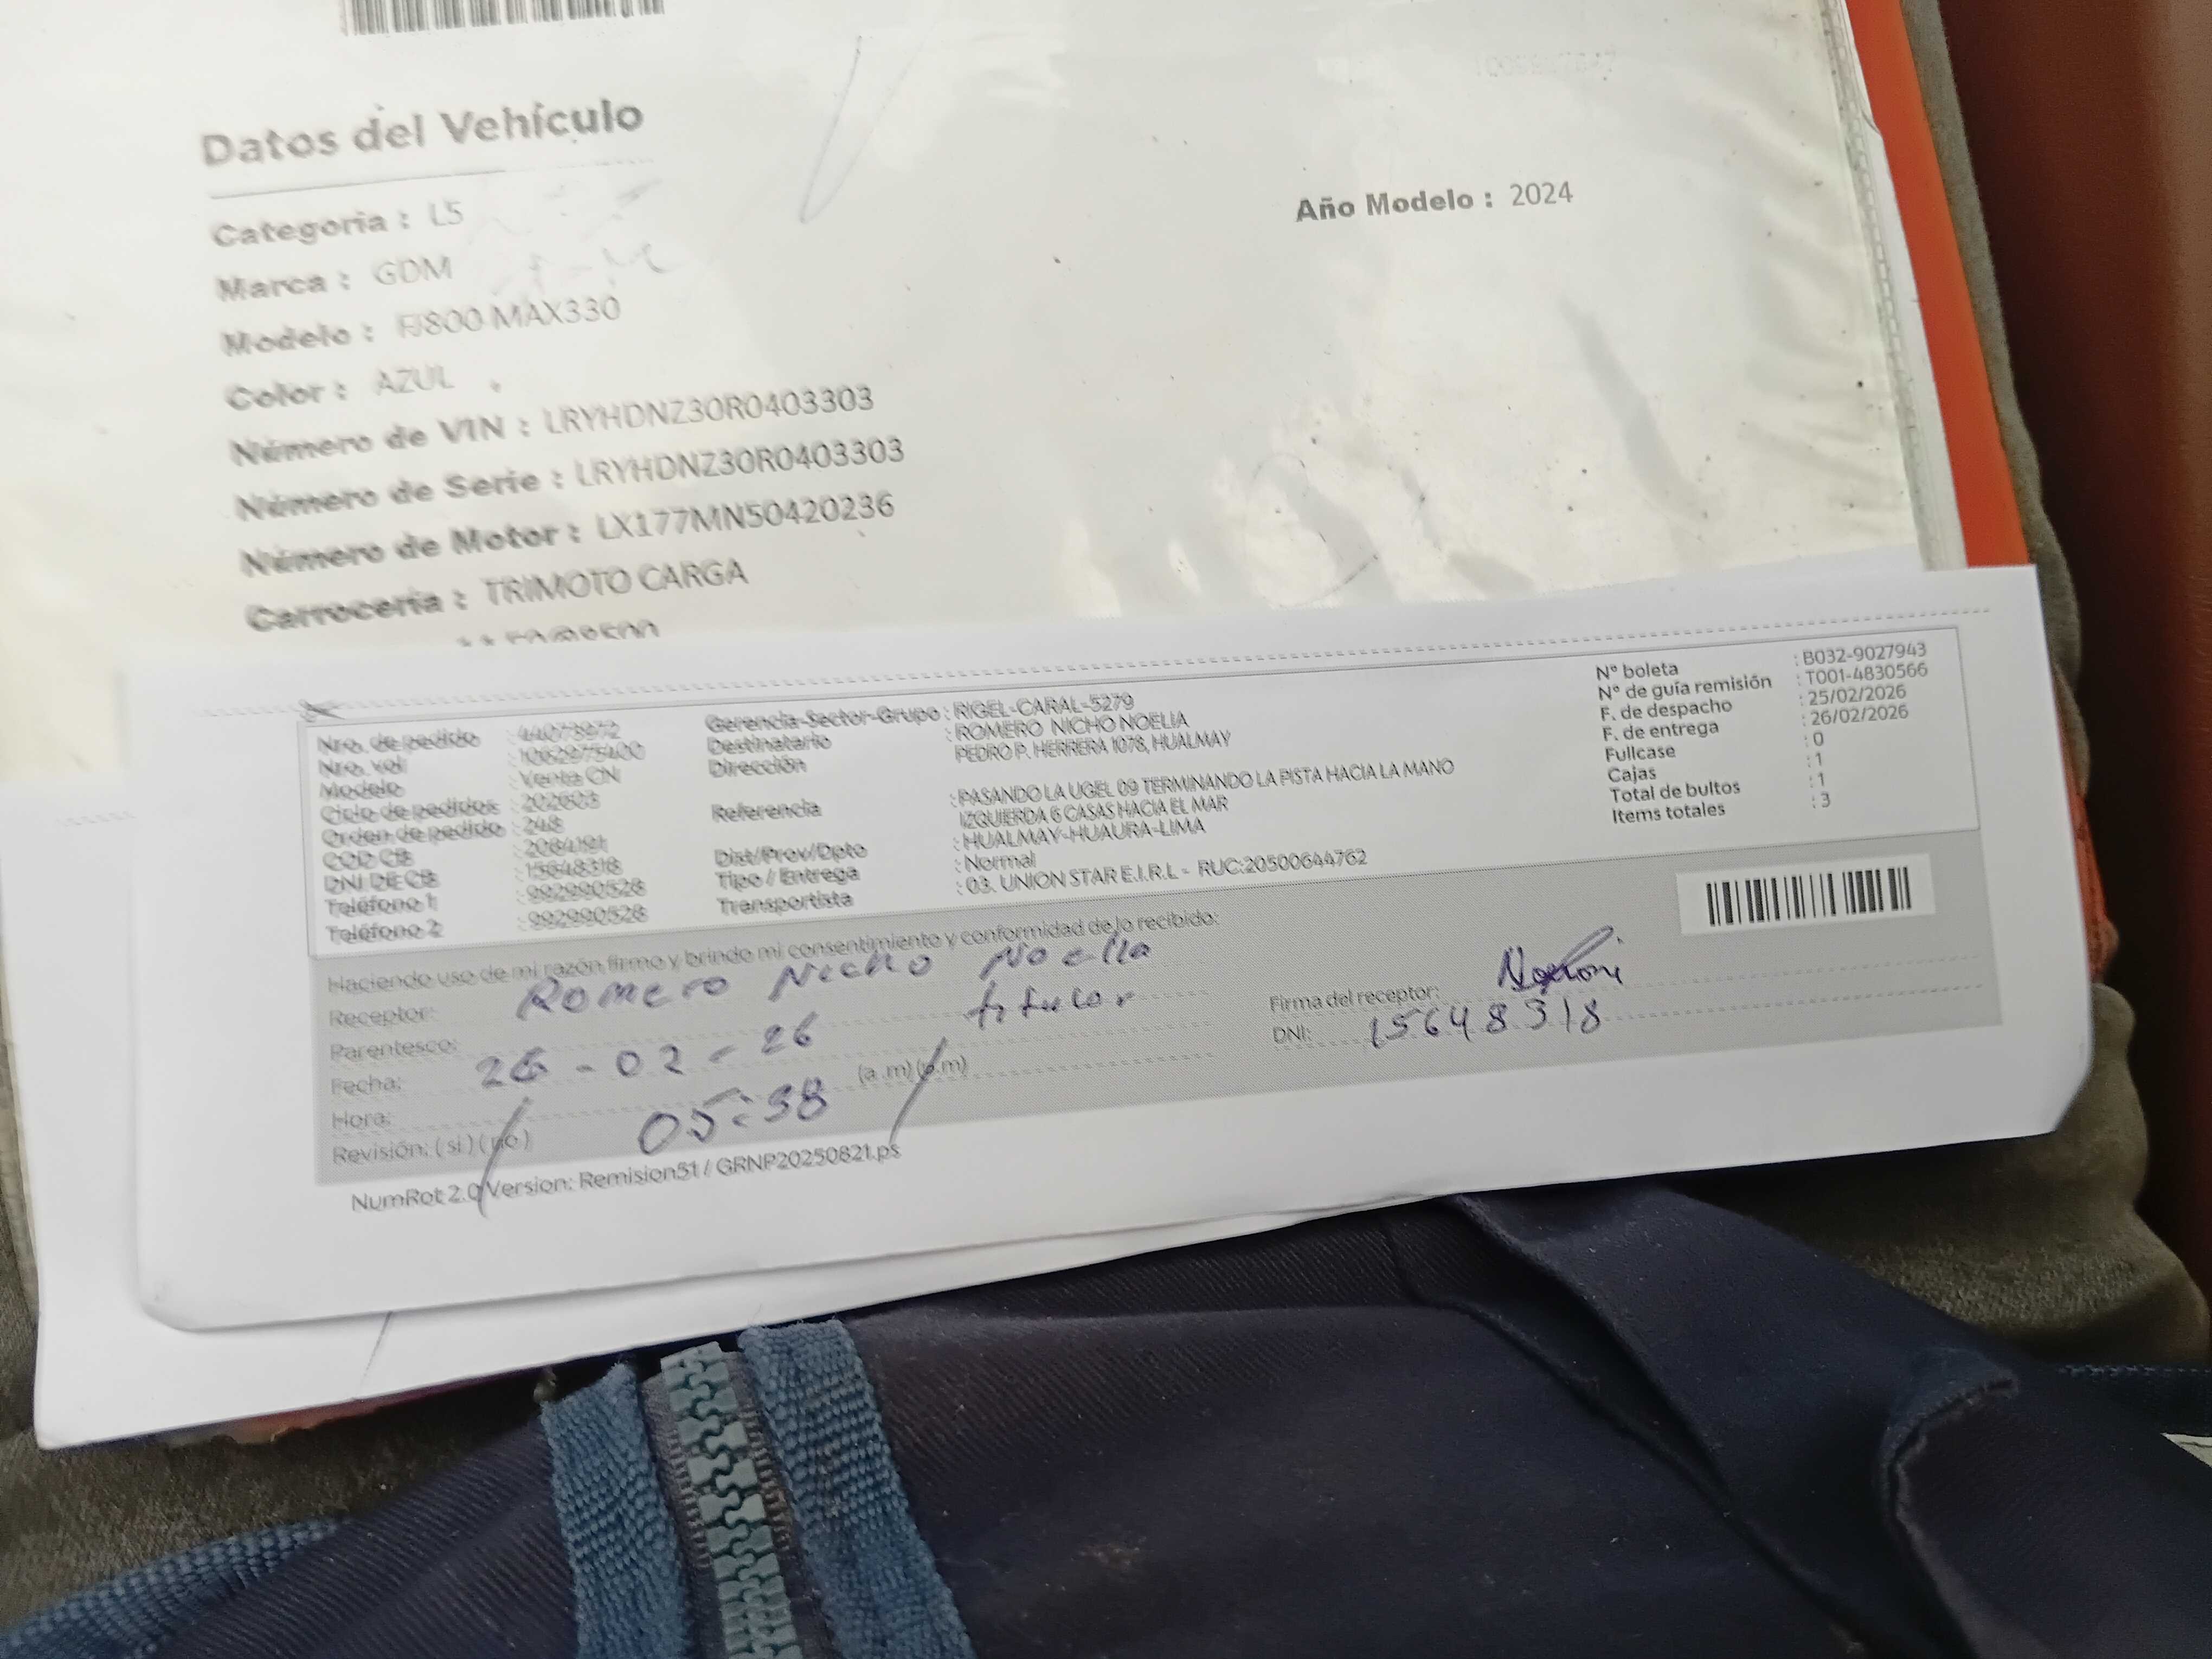 Datos del Vehículo
Categoria : L5
Año Modelo : 2024
Marca : GDM
Modelo : FJ800 MAX330
Color : AZUL
Número de VIN : LRYHDNZ30R0403303
Número de Serie : LRYHDNZ30R0403303
Número de Motor : LX177MN50420236
Carrocería : TRIMOTO CARGA
Nro. de pedido : 44073972
Nro. vol : 1062975400
Modelo : Venta CN
Ciclo de pedidos : 202603
Orden de pedido : 248
COD CB : 2084191
DNI DE CB : 15648318
Teléfono 1 : 992990528
Teléfono 2 : 992990528
Gerencia-Sector-Grupo : RIGEL-CARAL-5279
Destinatario : ROMERO NICHO NOELIA
Dirección PEDRO P. HERRERA 1078, HUALMAY
Referencia : PASANDO LA UGEL 09 TERMINANDO LA PISTA HACIA LA MANO
IZQUIERDA 6 CASAS HACIA EL MAR
Dist/Prov/Dpto : HUALMAY-HUAURA-LIMA
Tipo / Entrega : Normal
Transportista : 03. UNION STAR E.I.R.L - RUC:20500644762
N° boleta : B032-9027943
N° de guía remisión : T001-4830566
F. de despacho : 25/02/2026
F. de entrega : 26/02/2026
Fullcase : 0
Cajas : 1
Total de bultos : 1
Items totales : 3
Haciendo uso de mi razón, firmo y brindo mi consentimiento y conformidad de lo recibido:
Receptor: Romero Nicho Noelia
Parentesco: titular
Fecha: 26-02-26
Hora: 05:38 (a.m) (p.m)
Revisión: ( si ) ( no )
Firma del receptor:
DNI: 15648318
NumRot 2.0 Version: Remision51 / GRNP20250821.ps